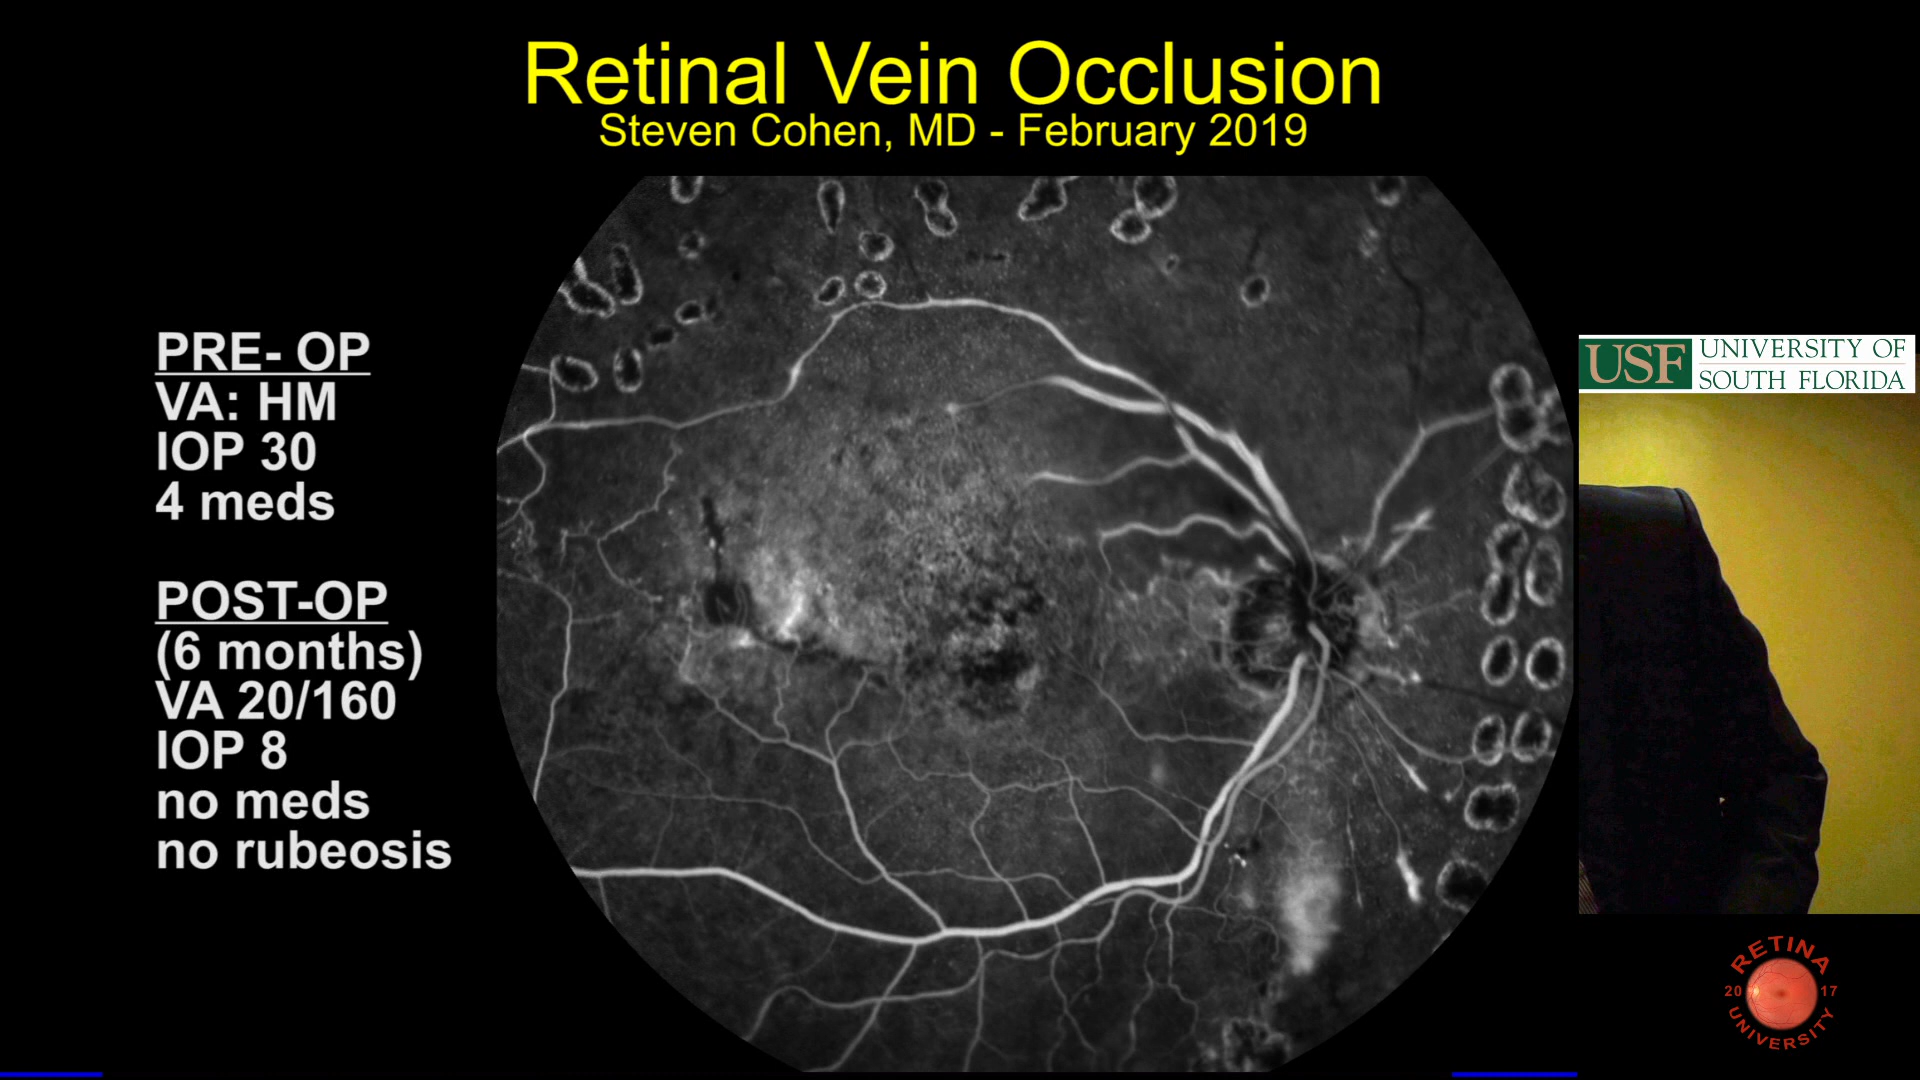 Retinal Vein Occlusion
Steven Cohen, MD - February 2019
PRE- OP
VA: HM
IOP 30
4 meds
POST-OP
(6 months)
VA 20/160
IOP 8
no meds
no rubeosis
USF UNIVERSITY OF
SOUTH FLORIDA
RETINA
20 17
UNIVERSITY